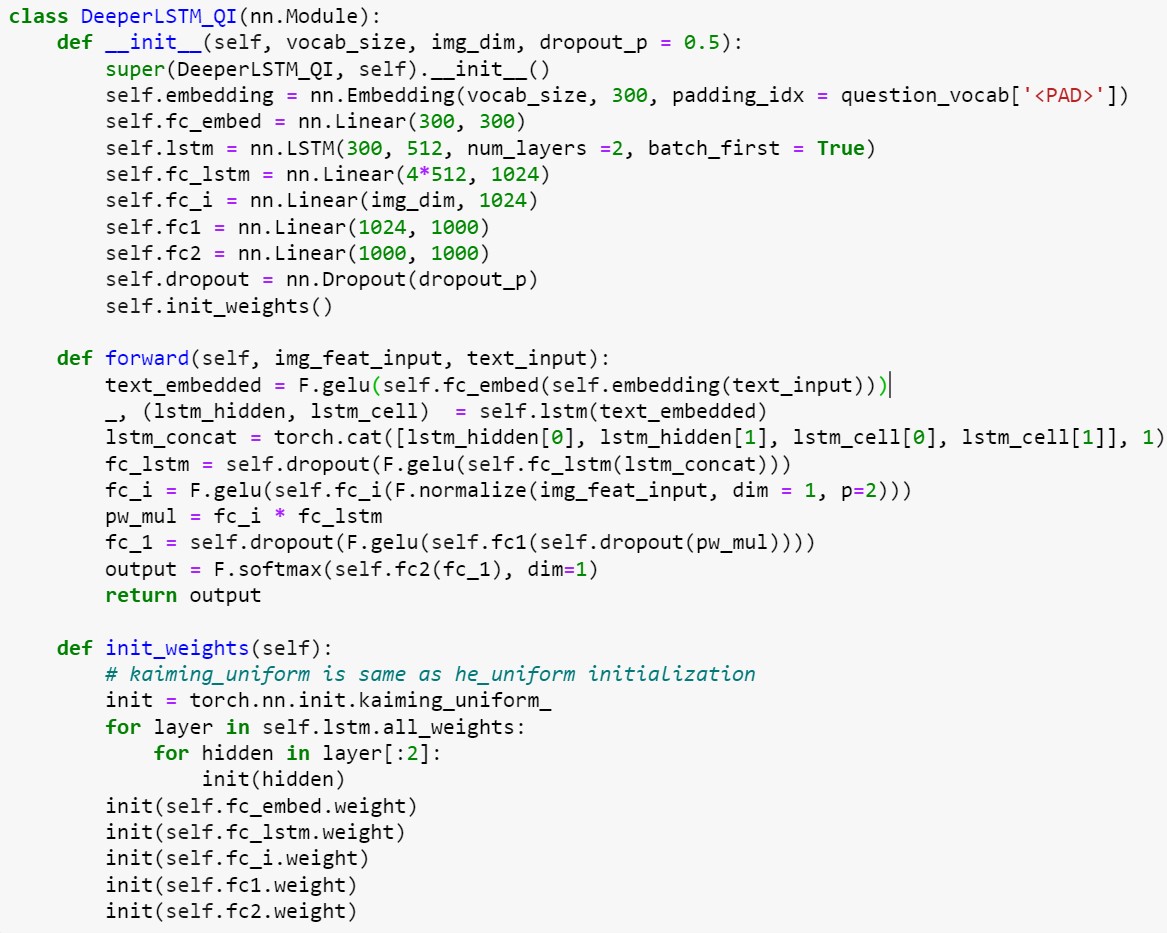 class DeeperLSTM_QI(nn.Module):
    def __init__(self, vocab_size, img_dim, dropout_p = 0.5):
        super(DeeperLSTM_QI, self).__init__()
        self.embedding = nn.Embedding(vocab_size, 300, padding_idx = question_vocab['<PAD>'])
        self.fc_embed = nn.Linear(300, 300)
        self.lstm = nn.LSTM(300, 512, num_layers =2, batch_first = True)
        self.fc_lstm = nn.Linear(4*512, 1024)
        self.fc_i = nn.Linear(img_dim, 1024)
        self.fc1 = nn.Linear(1024, 1000)
        self.fc2 = nn.Linear(1000, 1000)
        self.dropout = nn.Dropout(dropout_p)
        self.init_weights()

    def forward(self, img_feat_input, text_input):
        text_embedded = F.gelu(self.fc_embed(self.embedding(text_input)))
        _, (lstm_hidden, lstm_cell)  = self.lstm(text_embedded)
        lstm_concat = torch.cat([lstm_hidden[0], lstm_hidden[1], lstm_cell[0], lstm_cell[1]], 1)
        fc_lstm = self.dropout(F.gelu(self.fc_lstm(lstm_concat)))
        fc_i = F.gelu(self.fc_i(F.normalize(img_feat_input, dim = 1, p=2)))
        pw_mul = fc_i * fc_lstm
        fc_1 = self.dropout(F.gelu(self.fc1(self.dropout(pw_mul))))
        output = F.softmax(self.fc2(fc_1), dim=1)
        return output

    def init_weights(self):
        # kaiming_uniform is same as he_uniform initialization
        init = torch.nn.init.kaiming_uniform_
        for layer in self.lstm.all_weights:
            for hidden in layer[:2]:
                init(hidden)
        init(self.fc_embed.weight)
        init(self.fc_lstm.weight)
        init(self.fc_i.weight)
        init(self.fc1.weight)
        init(self.fc2.weight)